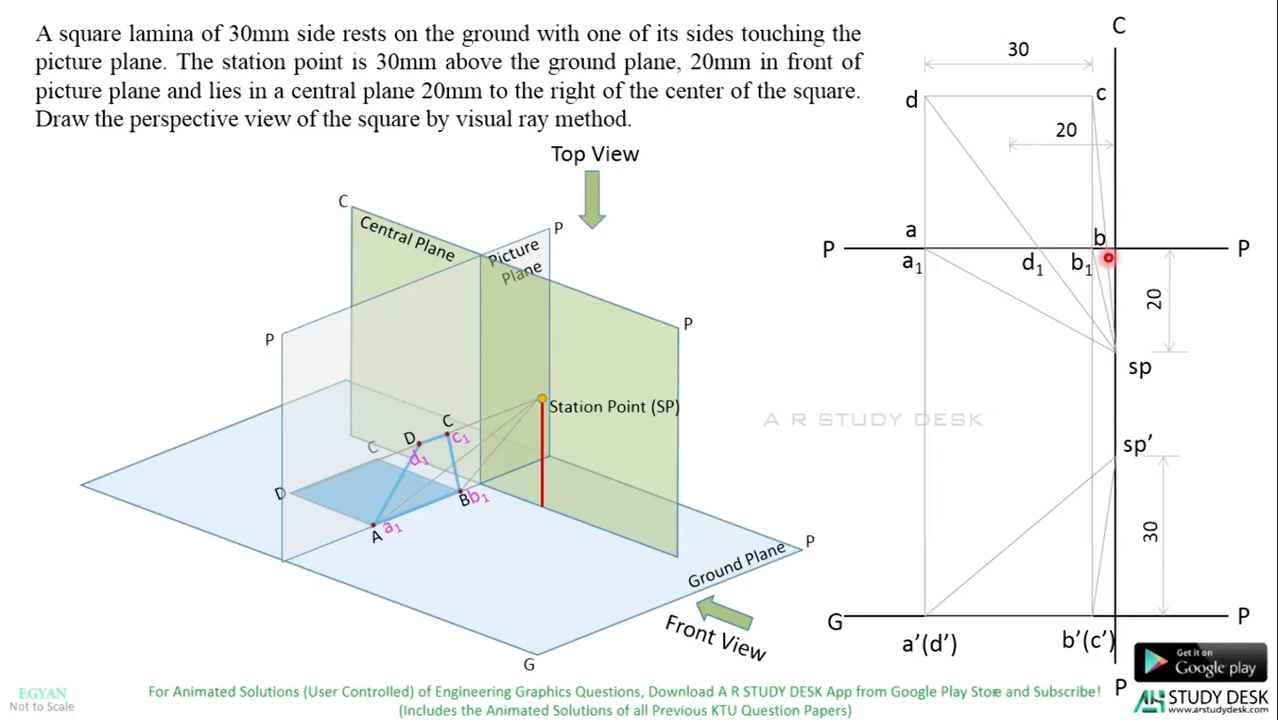 A square lamina of 30mm side rests on the ground with one of its sides touching the
picture plane. The station point is 30mm above the ground plane, 20mm in front of
picture plane and lies in a central plane 20mm to the right of the center of the square.
Draw the perspective view of the square by visual ray method.
Top View
C
Central Plane
P
Picture
Plane
P
P
Station Point (SP)
C
D
c1
d1
C
D
B
b1
A
a1
Ground Plane
P
Front View
G
C
30
d
c
20
a
b
P
P
a1
d1
b1
20
sp
A R STUDY DESK
sp′
30
G
P
a’(d’)
b’(c’)
P
GET IT ON
Google play
STUDY DESK
www.arstudydesk.com
EGYAN
Not to Scale
For Animated Solutions (User Controlled) of Engineering Graphics Questions, Download A R STUDY DESK App from Google Play Store and Subscribe!
(Includes the Animated Solutions of all Previous KTU Question Papers)